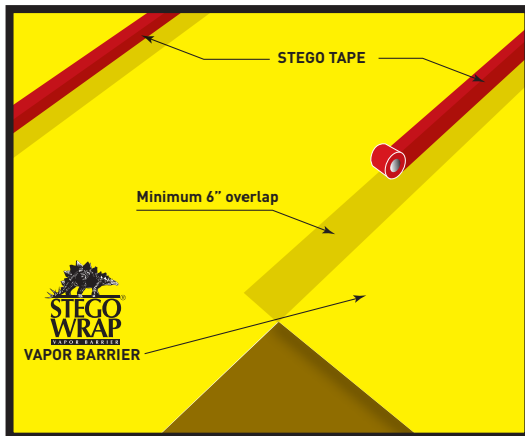 STEGO TAPE
Minimum 6” overlap
STEGO®
WRAP
VAPOR BARRIER
VAPOR BARRIER